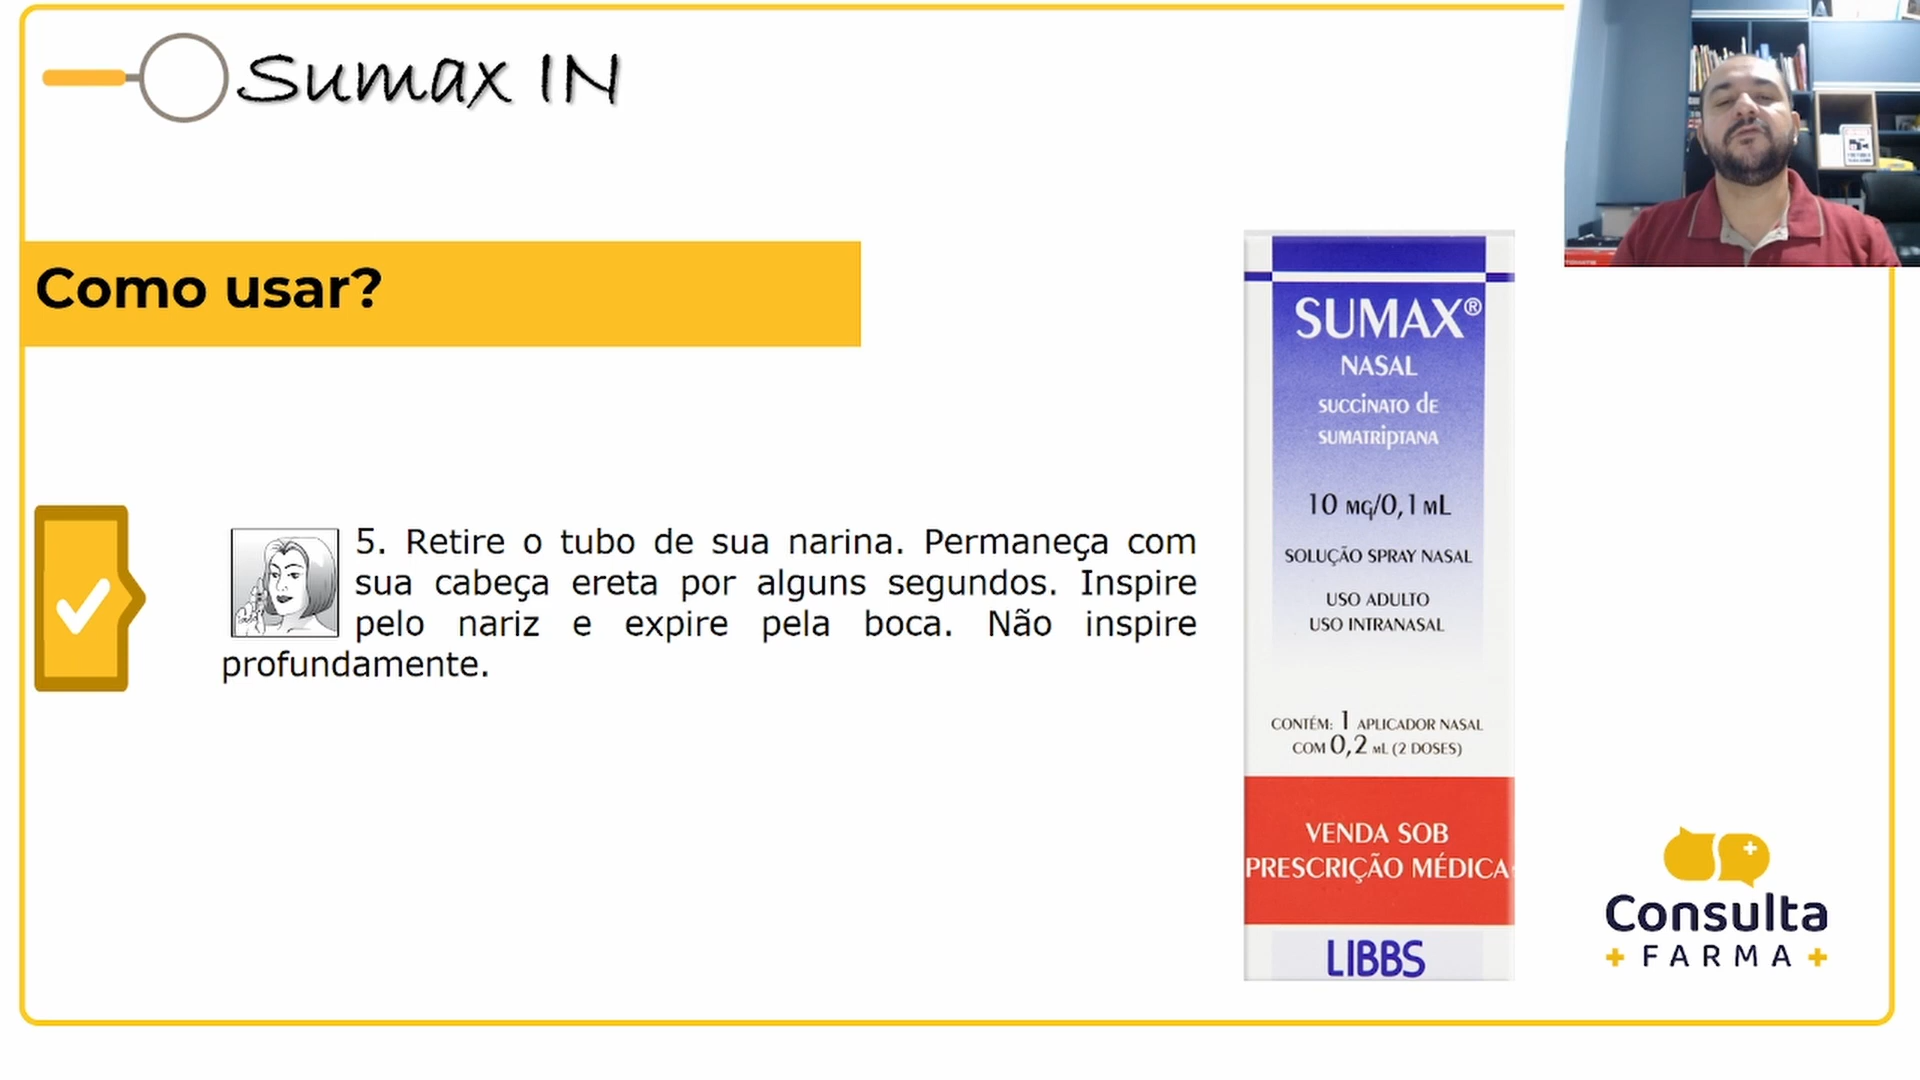 Sumax IN
Como usar?
5. Retire o tubo de sua narina. Permaneça com
sua cabeça ereta por alguns segundos. Inspire
pelo nariz e expire pela boca. Não inspire
profundamente.
SUMAX®
NASAL
SUCCINATO dE
SUMATRIPTANA
10 MG/0,1 ML
SOLUÇÃO SPRAY NASAL
USO ADULTO
USO INTRANASAL
CONTÉM: 1 APLICADOR NASAL
COM 0,2 ML (2 DOSES)
VENDA SOB
PRESCRIÇÃO MÉDICA
LIBBS
Consulta
+ FARMA +